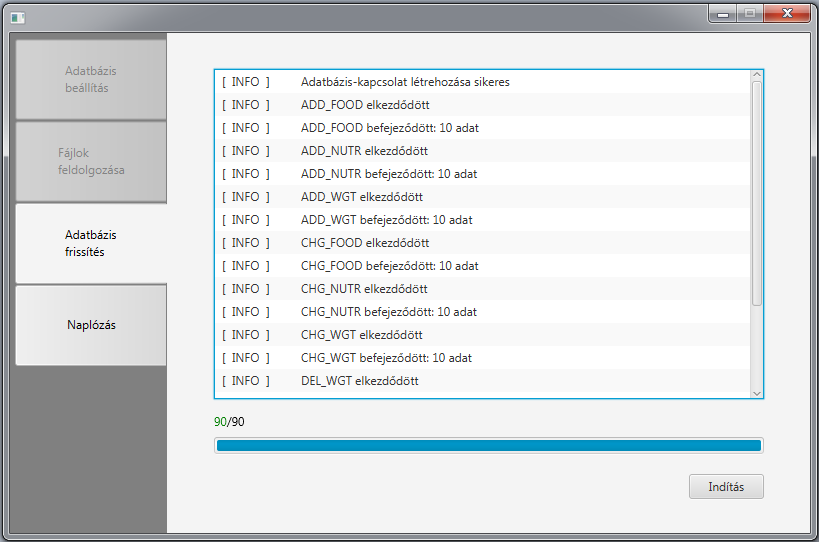 Adatbázis
beállítás
Fájlok
feldolgozása
Adatbázis
frissítés
Naplózás
[ INFO ] Adatbázis-kapcsolat létrehozása sikeres
[ INFO ] ADD_FOOD elkezdődött
[ INFO ] ADD_FOOD befejeződött: 10 adat
[ INFO ] ADD_NUTR elkezdődött
[ INFO ] ADD_NUTR befejeződött: 10 adat
[ INFO ] ADD_WGT elkezdődött
[ INFO ] ADD_WGT befejeződött: 10 adat
[ INFO ] CHG_FOOD elkezdődött
[ INFO ] CHG_FOOD befejeződött: 10 adat
[ INFO ] CHG_NUTR elkezdődött
[ INFO ] CHG_NUTR befejeződött: 10 adat
[ INFO ] CHG_WGT elkezdődött
[ INFO ] CHG_WGT befejeződött: 10 adat
[ INFO ] DEL_WGT elkezdődött
90/90
Indítás